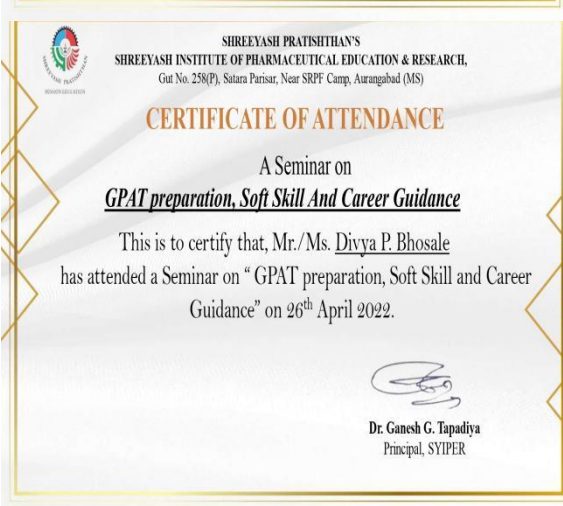 SHREEYASH PRATISHTHAN'S
SHREEYASH INSTITUTE OF PHARMACEUTICAL EDUCATION & RESEARCH,
Gut No. 258(P), Satara Parisar, Near SRPF Camp, Aurangabad (MS)
SHREEYASH PRATISHTHAN
CERTIFICATE OF ATTENDANCE
A Seminar on
GPAT preparation, Soft Skill And Career Guidance
This is to certify that, Mr./Ms. Divya P. Bhosale
has attended a Seminar on “ GPAT preparation, Soft Skill and Career
Guidance” on 26th April 2022.
Dr. Ganesh G. Tapadiya
Principal, SYIPER